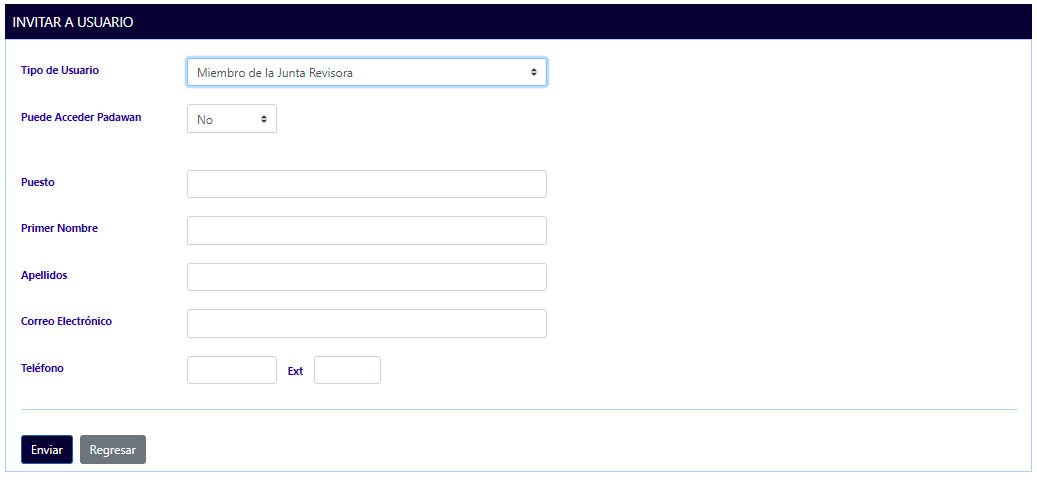 INVITAR A USUARIO
Tipo de Usuario
Miembro de la Junta Revisora
Puede Acceder Padawan
No
Puesto
Primer Nombre
Apellidos
Correo Electrónico
Teléfono
Ext
Enviar
Regresar